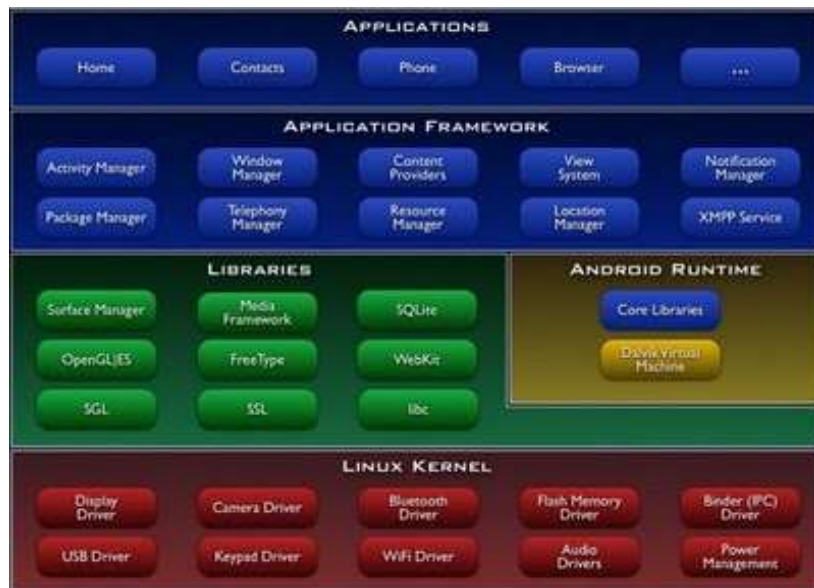 APPLICATIONS
Home
Contacts
Phone
Browser
...
APPLICATION FRAMEWORK
Activity Manager
Window
Manager
Content
Providers
View
System
Notification
Manager
Package Manager
Telephony
Manager
Resource
Manager
Location
Manager
XMPP Service
LIBRARIES
Surface Manager
Media
Framework
SQLite
OpenGL|ES
FreeType
WebKit
SGL
SSL
libc
ANDROID RUNTIME
Core Libraries
Dalvik Virtual
Machine
LINUX KERNEL
Display
Driver
Camera Driver
Bluetooth
Driver
Flash Memory
Driver
Binder (IPC)
Driver
USB Driver
Keypad Driver
WiFi Driver
Audio
Drivers
Power
Management